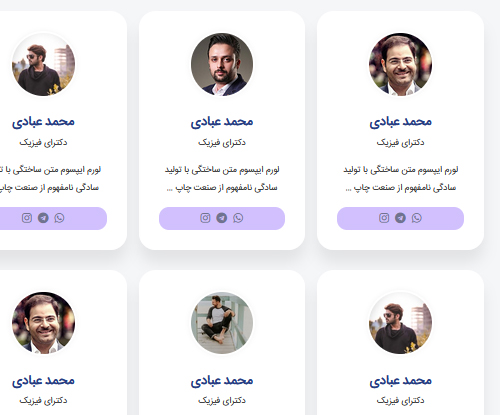 محمد عبادی
دکترای فیزیک
لورم ایپسوم متن ساختگی با تولید
سادگی نامفهوم از صنعت چاپ ...
محمد عبادی
دکترای فیزیک
لورم ایپسوم متن ساختگی با تولید
سادگی نامفهوم از صنعت چاپ ...
محمد عبادی
دکترای فیزیک
لورم ایپسوم متن ساختگی با
سادگی نامفهوم از صنعت چاپ
محمد عبادی
دکترای فیزیک
محمد عبادی
دکترای فیزیک
محمد عبادی
دکترای فیزیک